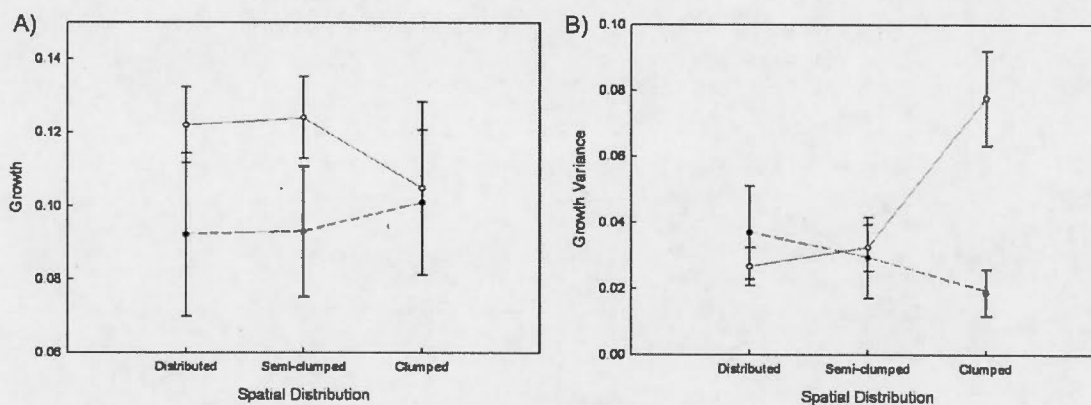 A)
Growth
0.14
0.12
0.10
0.08
0.06
Distributed
Semi-clumped
Clumped
Spatial Distribution
B)
Growth Variance
0.10
0.08
0.06
0.04
0.02
0.00
Distributed
Semi-clumped
Clumped
Spatial Distribution